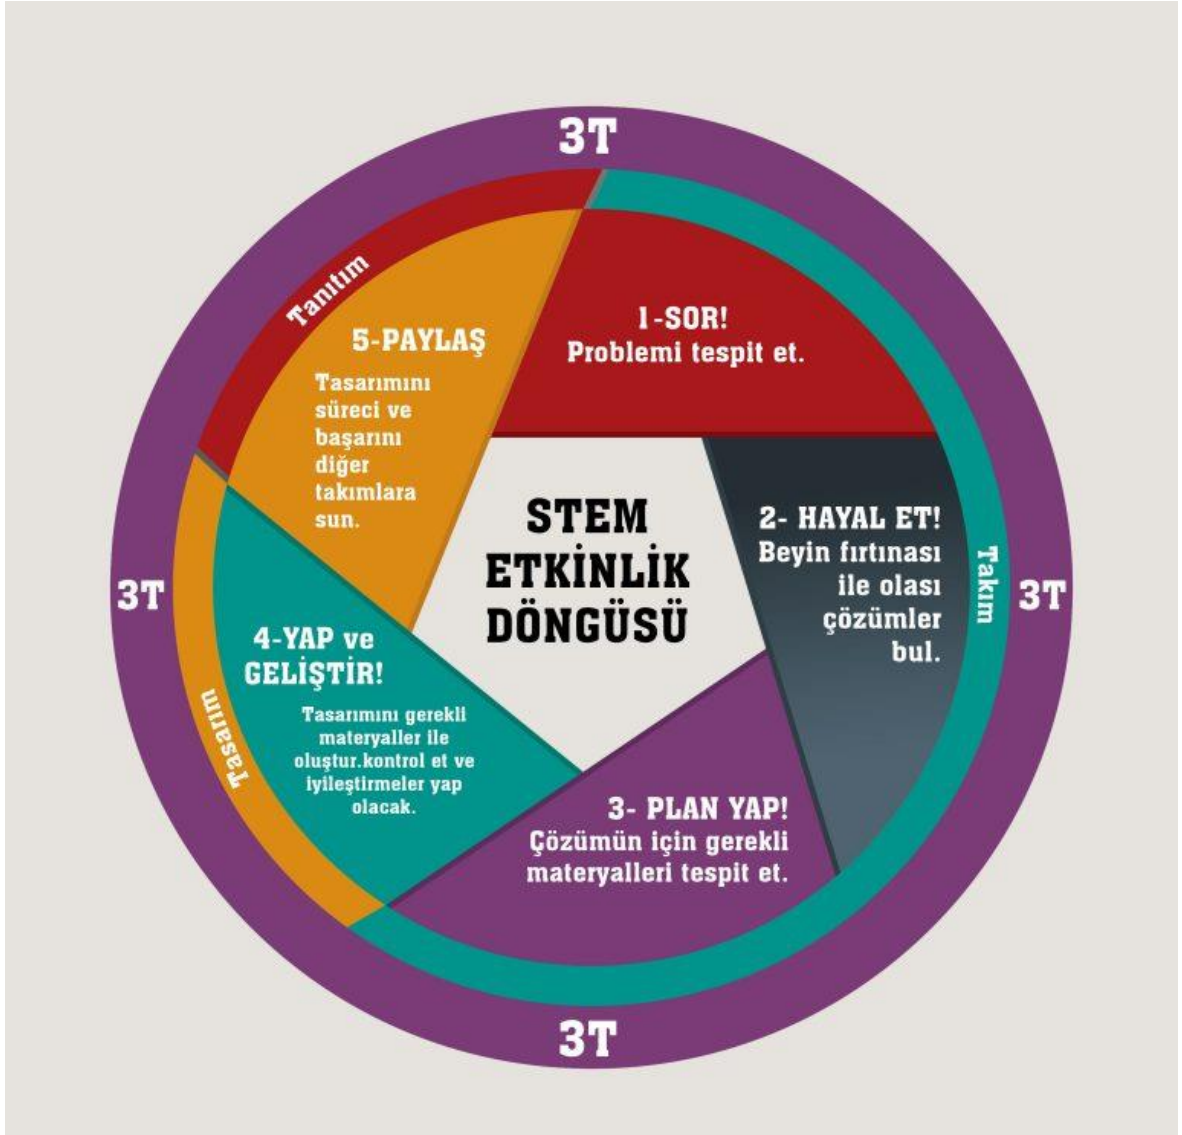 3T
Tanıtım
5-PAYLAŞ
Tasarımını
süreci ve
başarını
diğer
takımlara
sun.
1-SOR!
Problemi tespit et.
STEM
ETKİNLİK
DÖNGÜSÜ
2- HAYAL ET!
Beyin fırtınası
ile olası
çözümler
bul.
Takım
3T
3T
4-YAP ve
GELİŞTİR!
Tasarımını gerekli
materyaller ile
oluştur.kontrol et ve
iyileştirmeler yap
olacak.
Tasarım
3- PLAN YAP!
Çözümün için gerekli
materyalleri tespit et.
3T